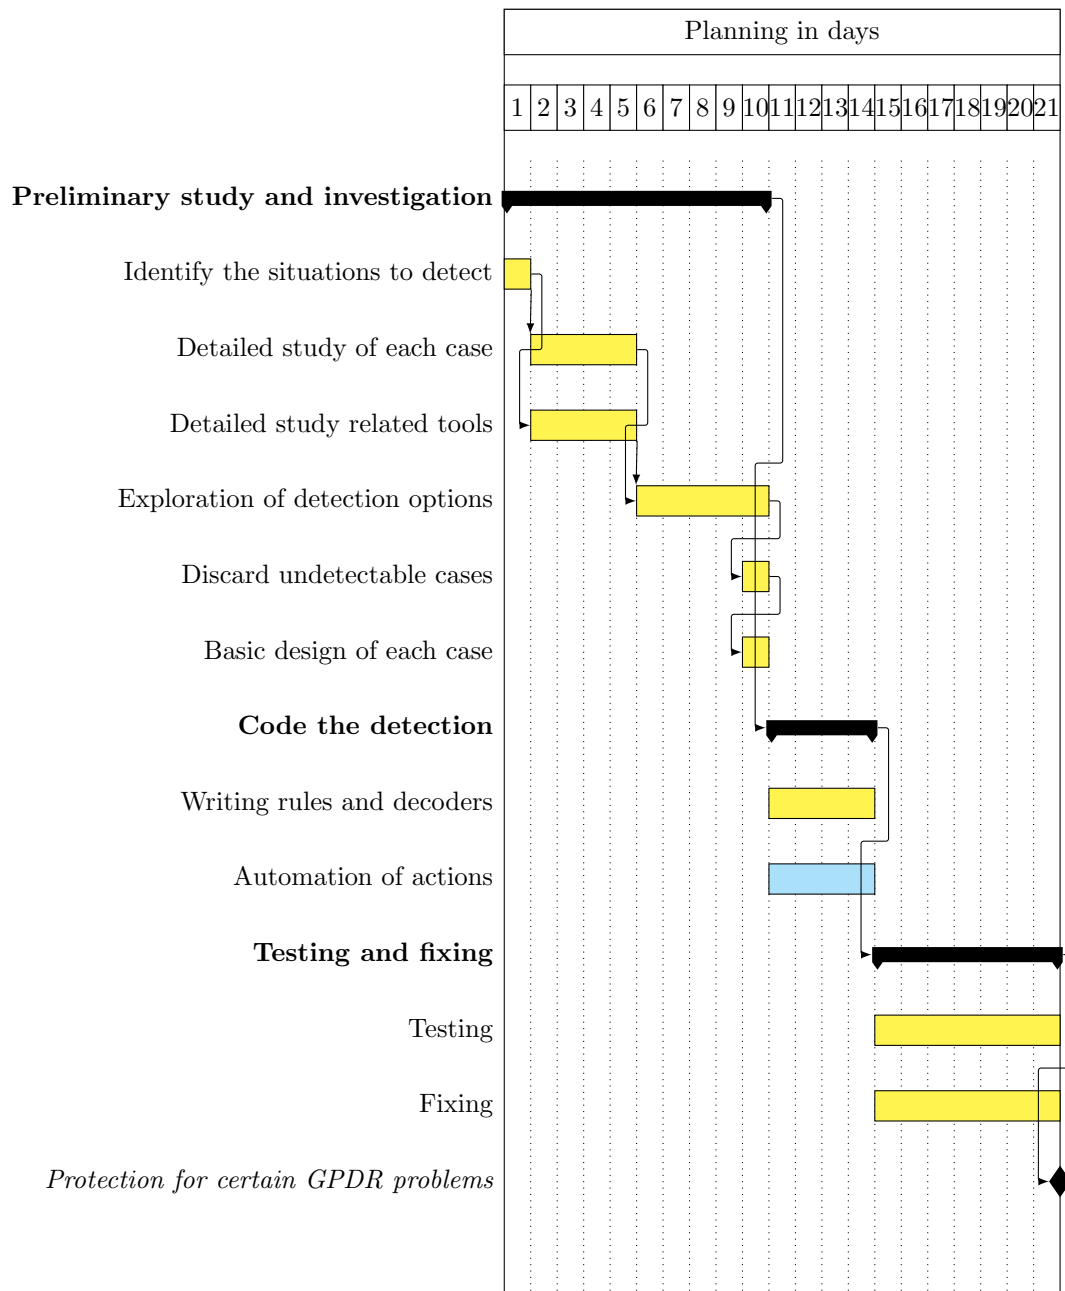 Planning in days
1 2 3 4 5 6 7 8 9 10 11 12 13 14 15 16 17 18 19 20 21
Preliminary study and investigation
Identify the situations to detect
Detailed study of each case
Detailed study related tools
Exploration of detection options
Discard undetectable cases
Basic design of each case
Code the detection
Writing rules and decoders
Automation of actions
Testing and fixing
Testing
Fixing
Protection for certain GPDR problems